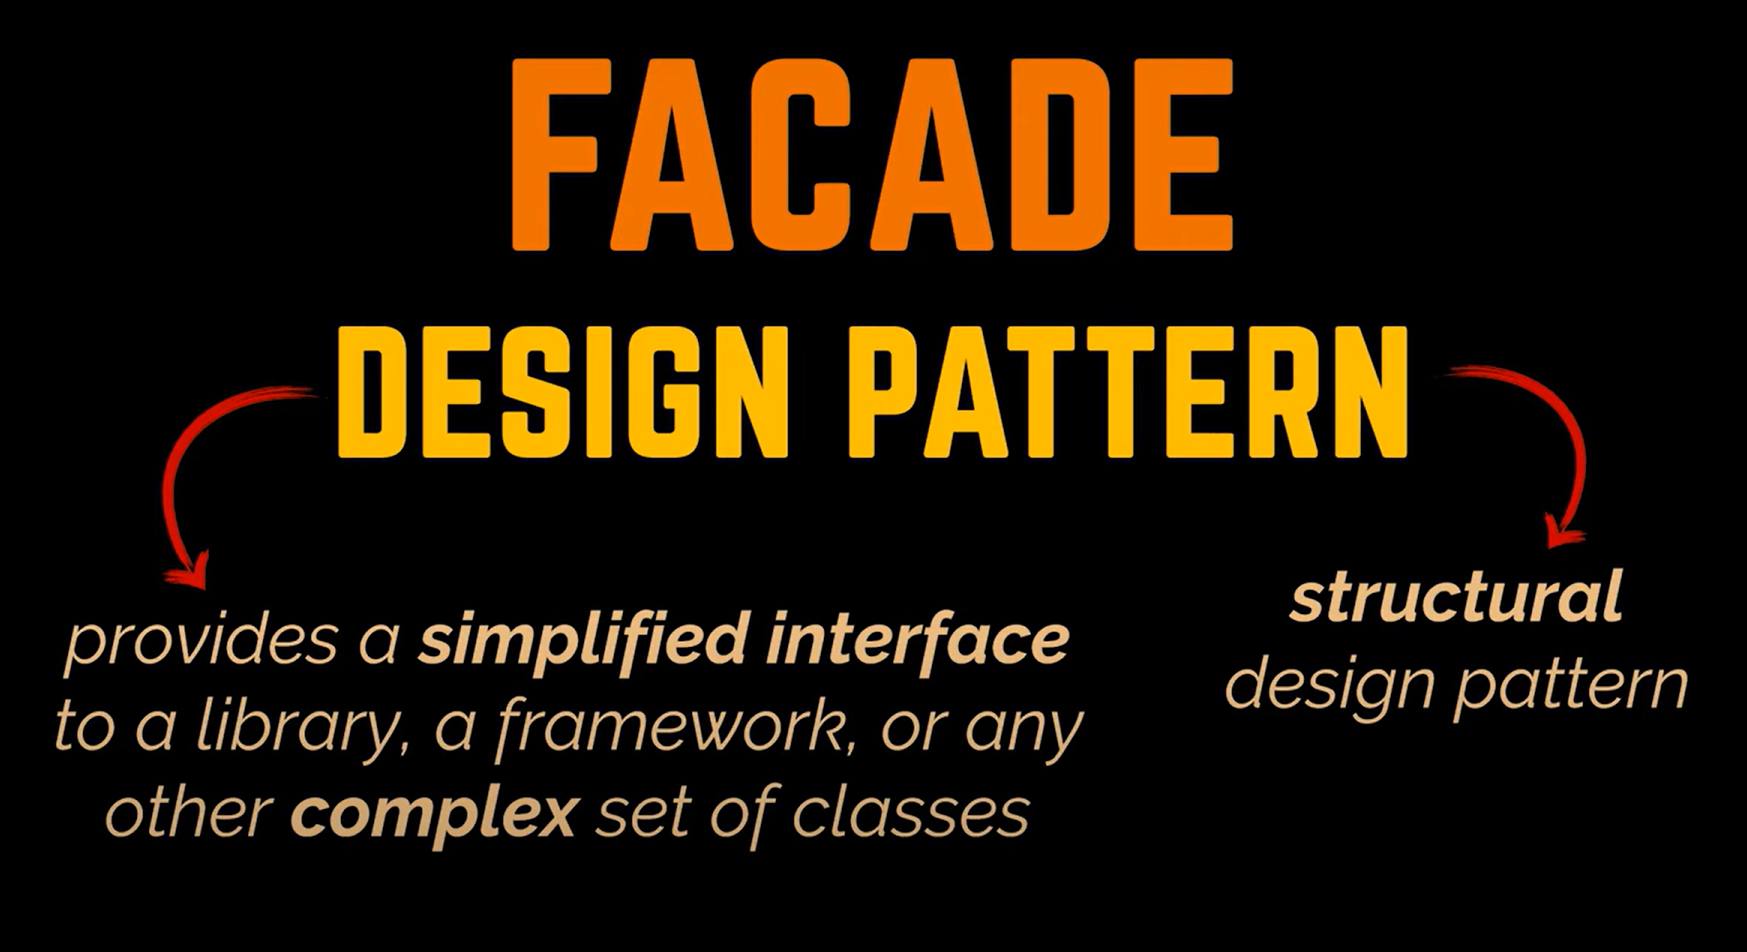 FACADE
DESIGN PATTERN
provides a simplified interface
to a library, a framework, or any
other complex set of classes
structural
design pattern